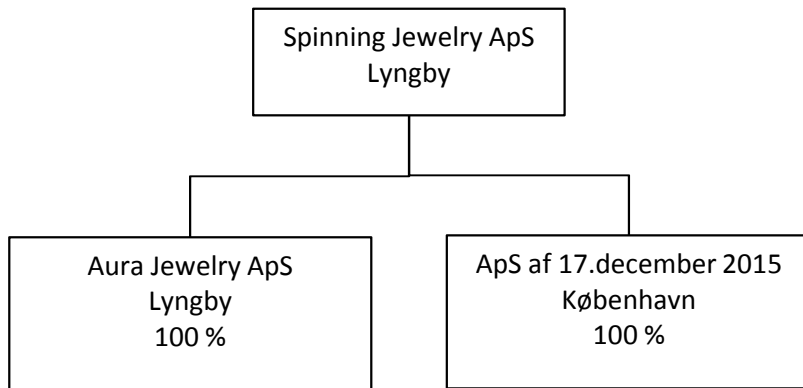 Spinning Jewelry ApS
Lyngby
Aura Jewelry ApS
Lyngby
100 %
ApS af 17.december 2015
København
100 %